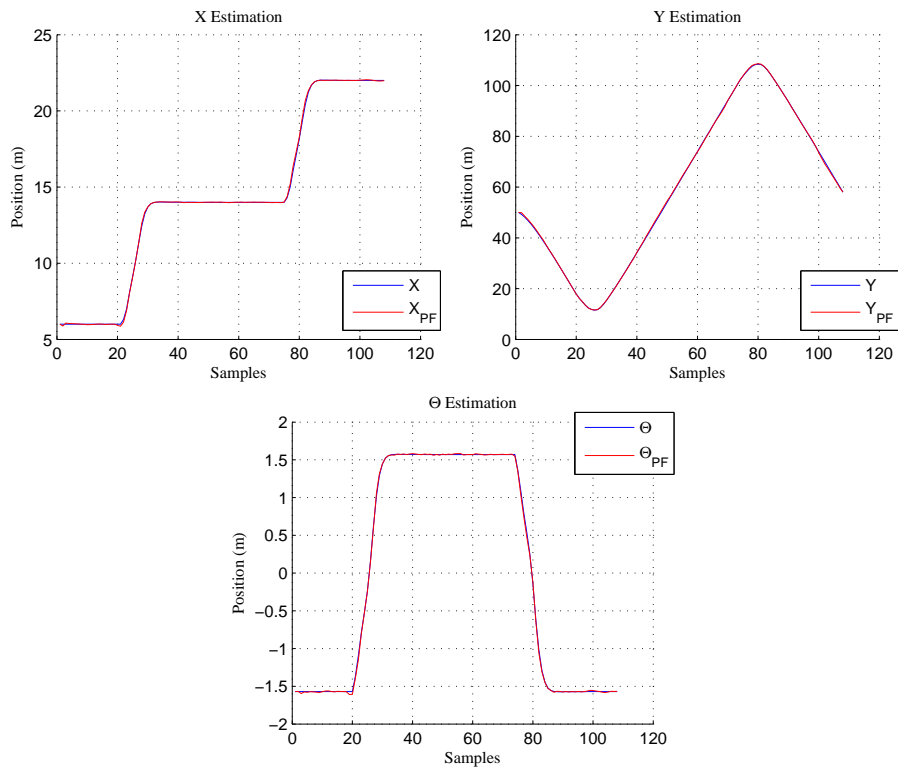 X Estimation
25
20
15
10
5
0
20
40
60
80
100
120
Position (m)
Samples
X
X_PF
Y Estimation
120
100
80
60
40
20
0
0
20
40
60
80
100
120
Position (m)
Samples
Y
Y_PF
Θ Estimation
2
1.5
1
0.5
0
−0.5
−1
−1.5
−2
0
20
40
60
80
100
120
Position (m)
Samples
Θ
Θ_PF